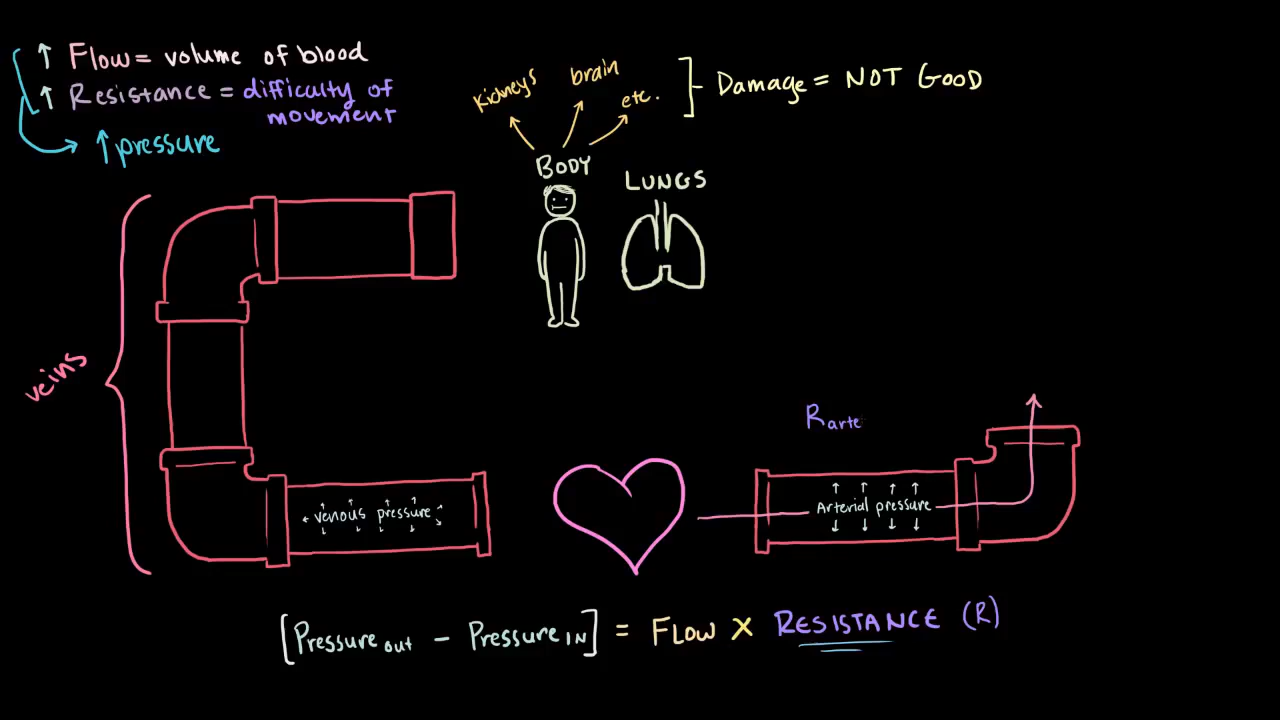 ↑ Flow = volume of blood
↑ Resistance = difficulty of
movement
↑ pressure
Kidneys
brain
etc.
Damage = NOT GOOD
BODY
LUNGS
veins
Rarte
venous pressure
Arterial pressure
[Pressure out - Pressure IN] = FLOW X RESISTANCE (R)